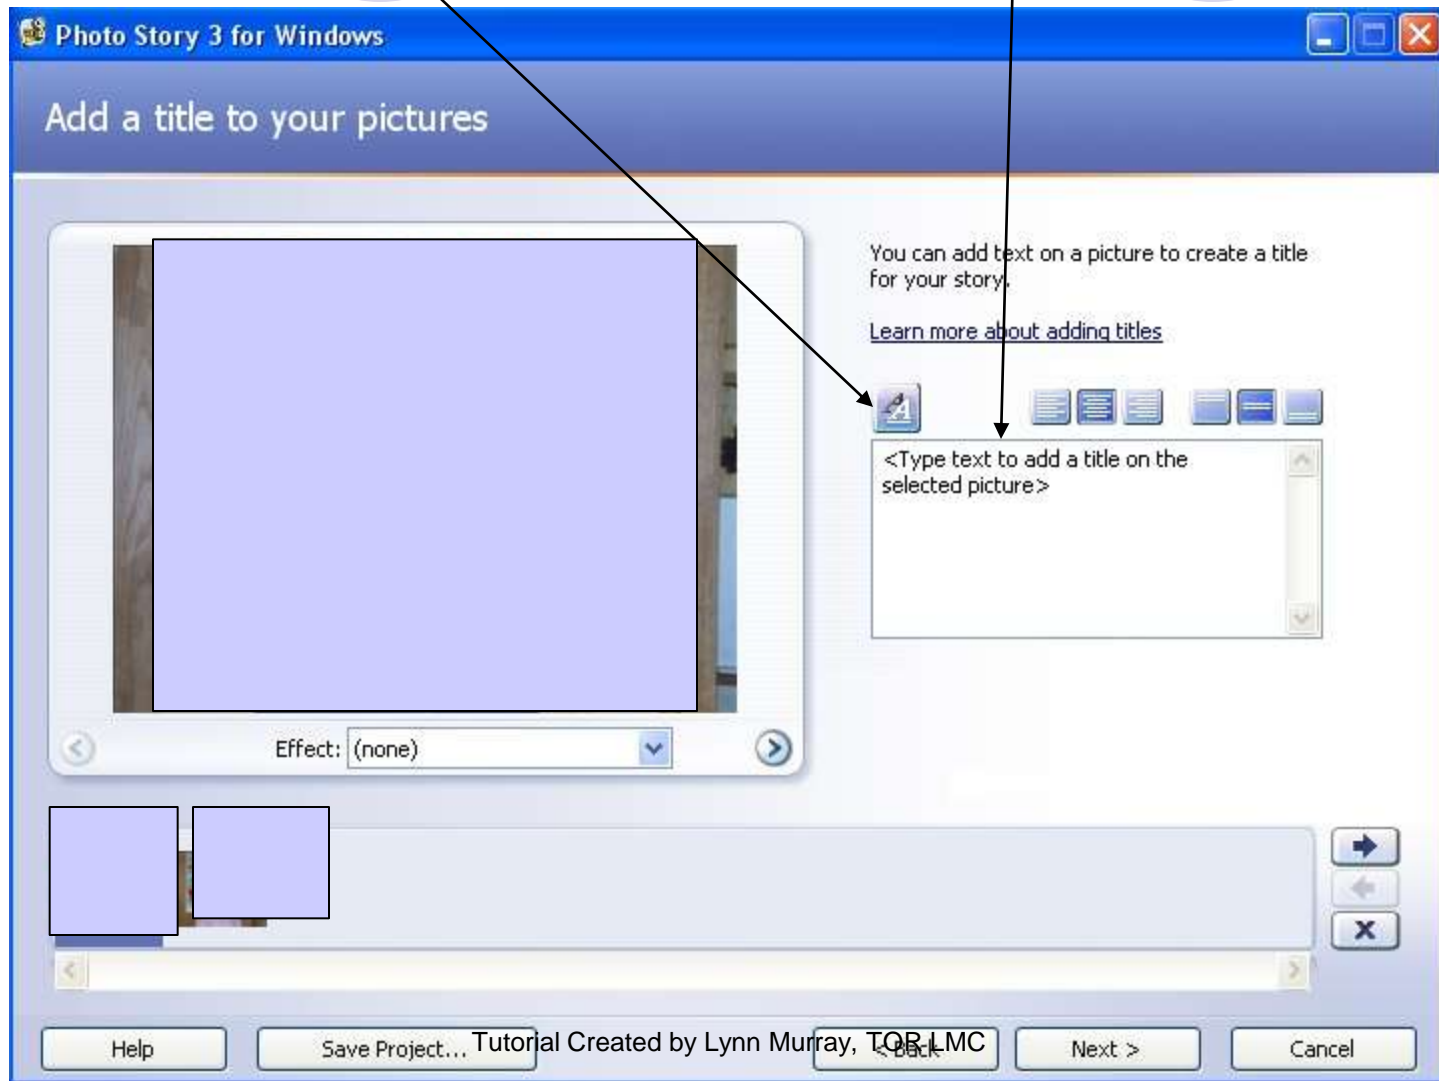 Photo Story 3 for Windows
Add a title to your pictures
You can add text on a picture to create a title
for your story.
Learn more about adding titles
A
<Type text to add a title on the
selected picture>
Effect: (none)
Help
Save Project...
Tutorial Created by Lynn Murray, TOR LMC
< Back
Next >
Cancel